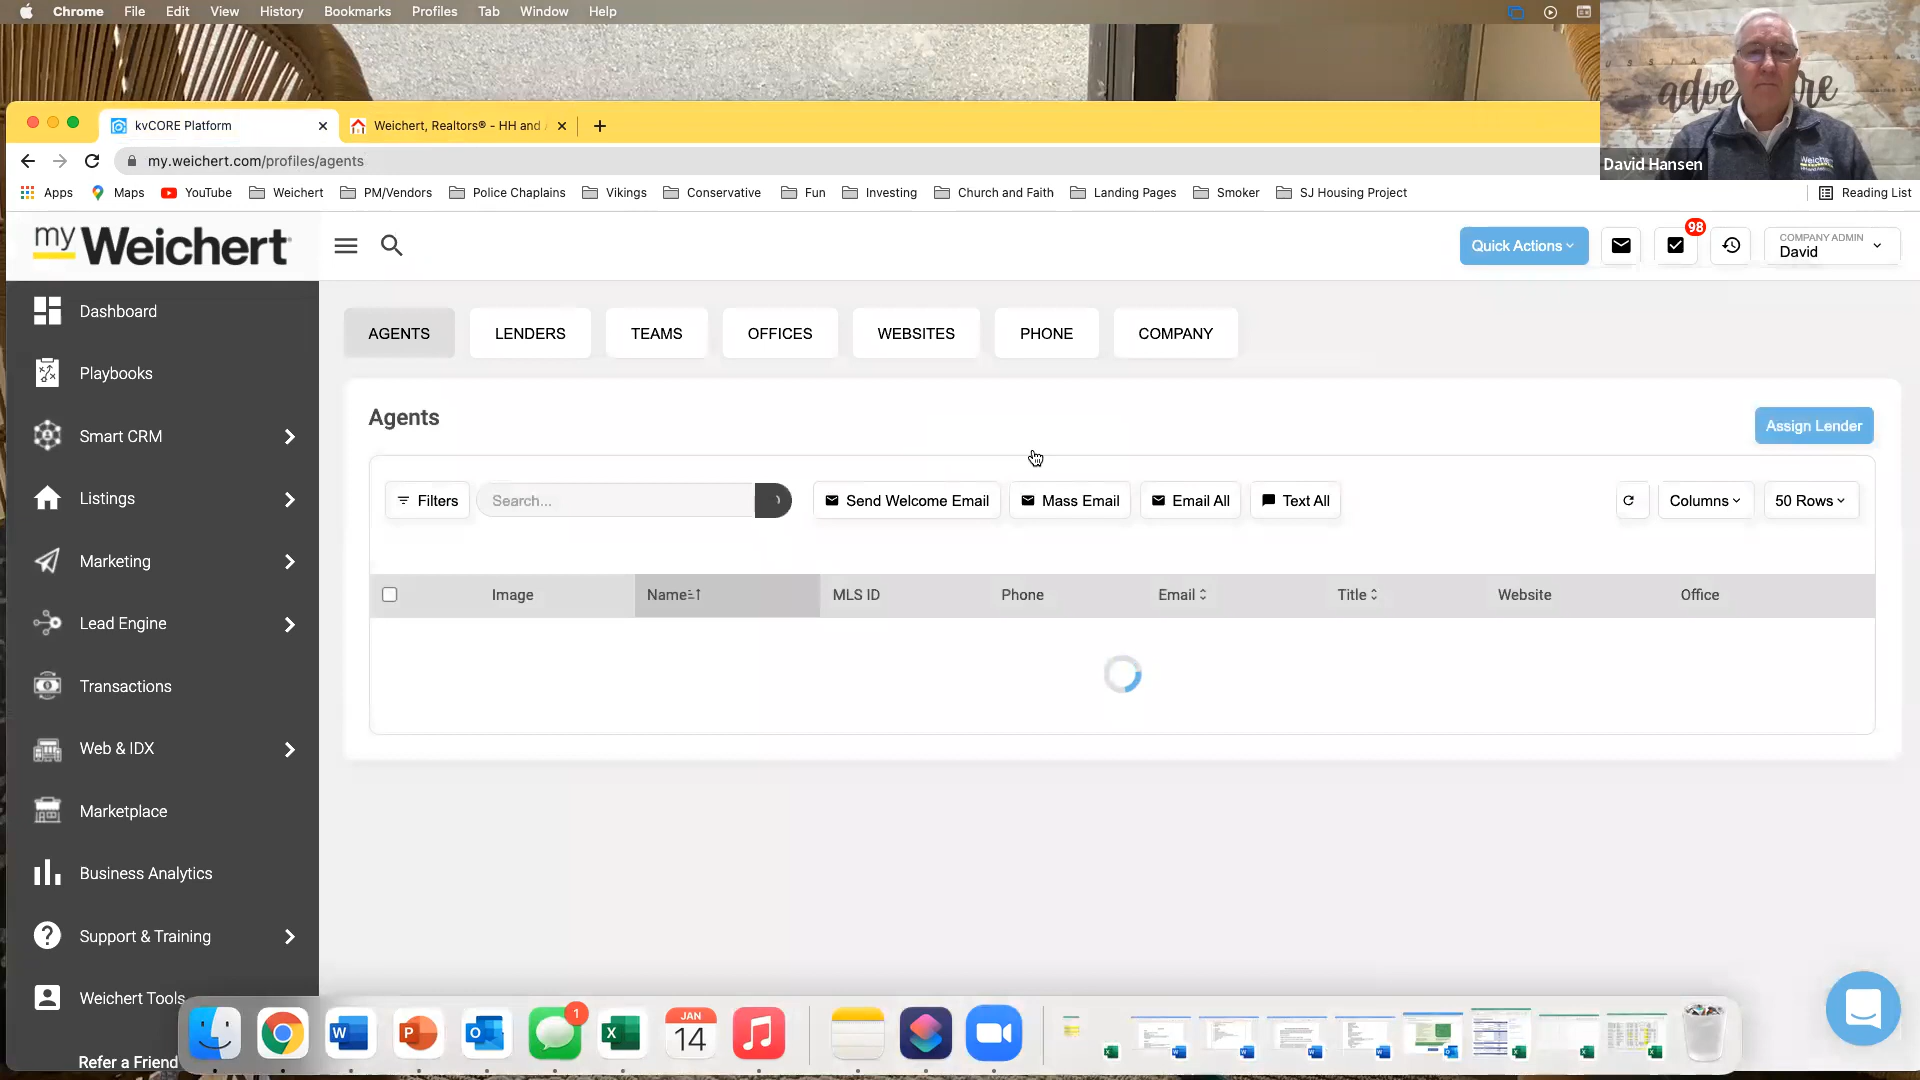 Chrome File Edit View History Bookmarks Profiles Tab Window Help
adventure
David Hansen
kvCORE Platform
Weichert, Realtors® - HH and
my.weichert.com/profiles/agents
Apps Maps YouTube Weichert PM/Vendors Police Chaplains Vikings Conservative Fun Investing Church and Faith Landing Pages Smoker SJ Housing Project Reading List
my Weichert
Quick Actions
98
COMPANY ADMIN
David
Dashboard
Playbooks
Smart CRM
Listings
Marketing
Lead Engine
Transactions
Web & IDX
Marketplace
Business Analytics
Support & Training
Weichert Tools
Refer a Friend
AGENTS LENDERS TEAMS OFFICES WEBSITES PHONE COMPANY
Agents
Assign Lender
Filters Search... Send Welcome Email Mass Email Email All Text All Columns 50 Rows
Image Name MLS ID Phone Email Title Website Office
1
JAN
14